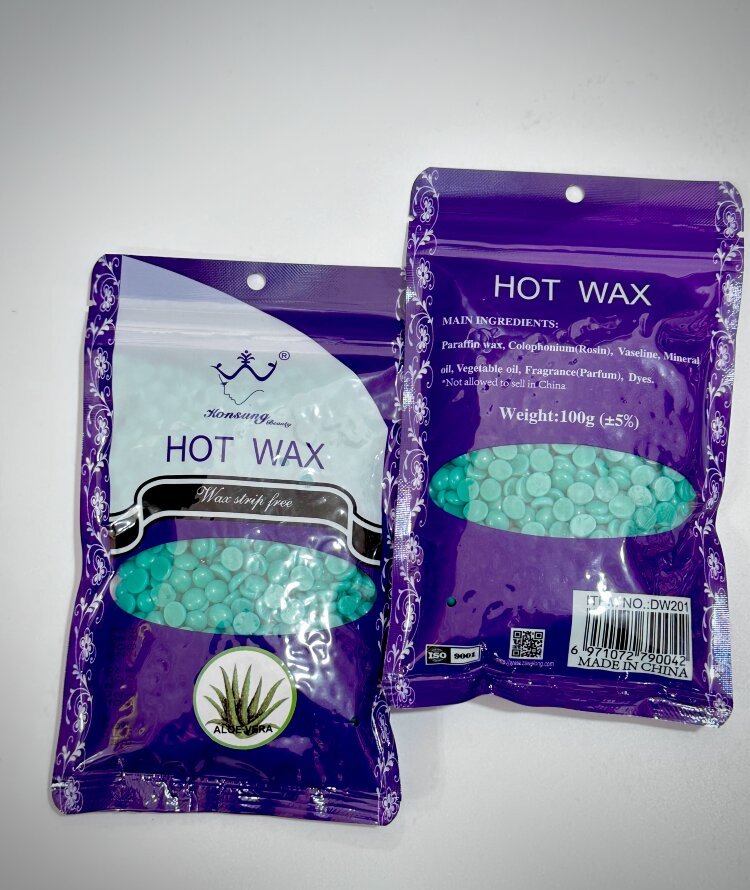 ®
Konsung
Beauty
HOT WAX
Wax strip free
ALOE VERA
HOT WAX
MAIN INGREDIENTS:
Paraffin wax, Colophonium(Rosin), Vaseline, Mineral
oil, Vegetable oil, Fragrance(Parfum), Dyes.
*Not allowed to sell in China
Weight:100g (±5%)
ITEM NO.:DW201
6 971072 790042
MADE IN CHINA
ISO 9001